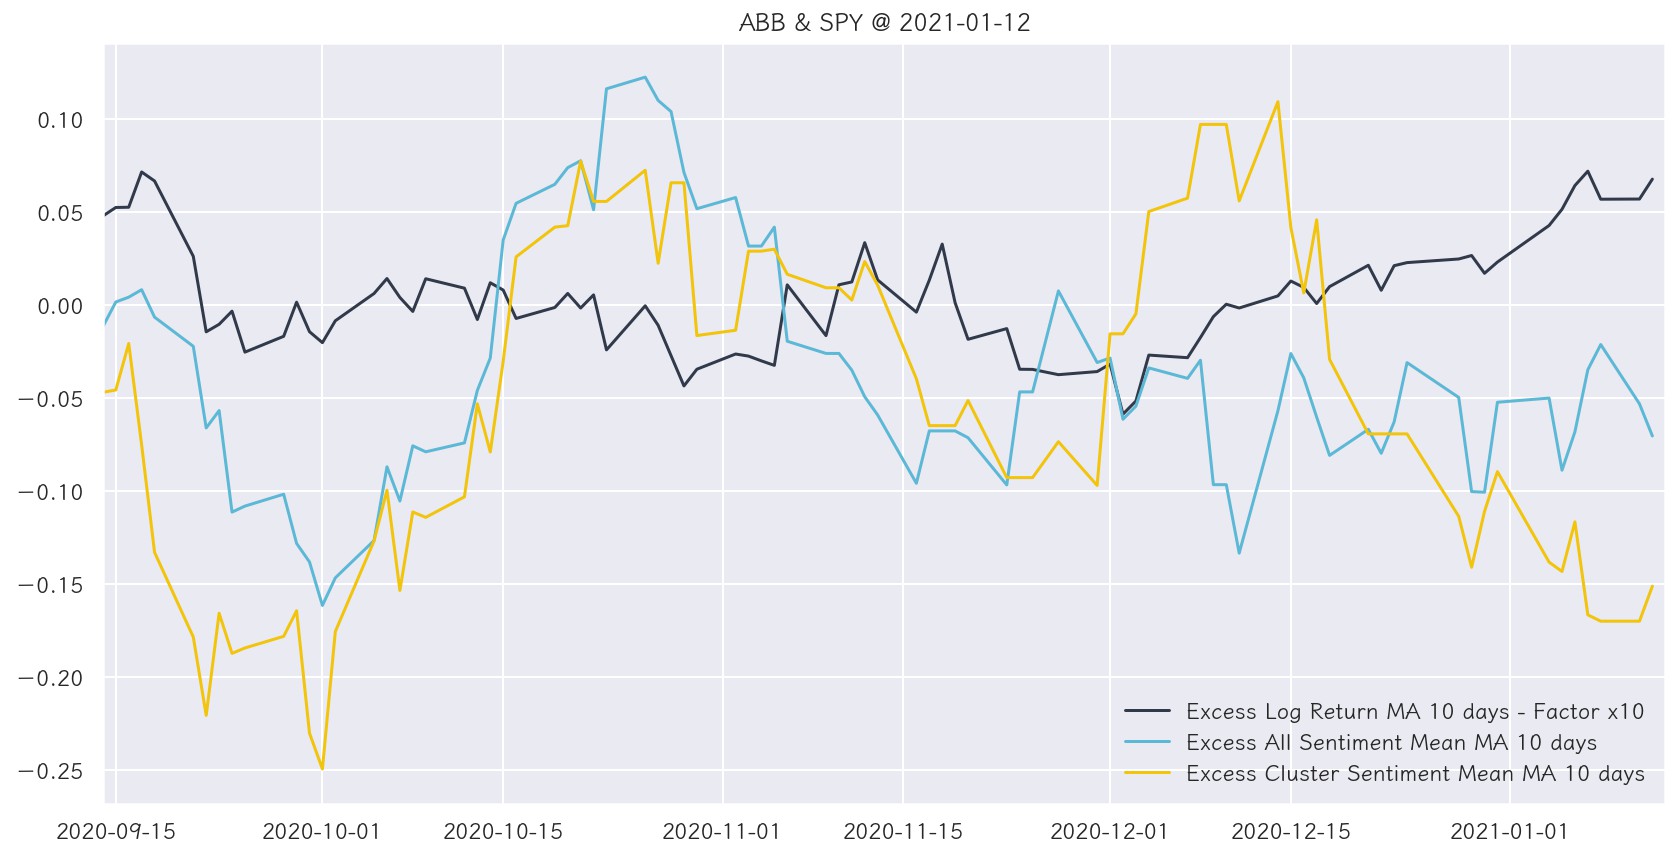 ABB & SPY @ 2021-01-12
0.10
0.05
0.00
−0.05
−0.10
−0.15
−0.20
−0.25
Excess Log Return MA 10 days - Factor x10
Excess All Sentiment Mean MA 10 days
Excess Cluster Sentiment Mean MA 10 days
2020-09-15 2020-10-01 2020-10-15 2020-11-01 2020-11-15 2020-12-01 2020-12-15 2021-01-01